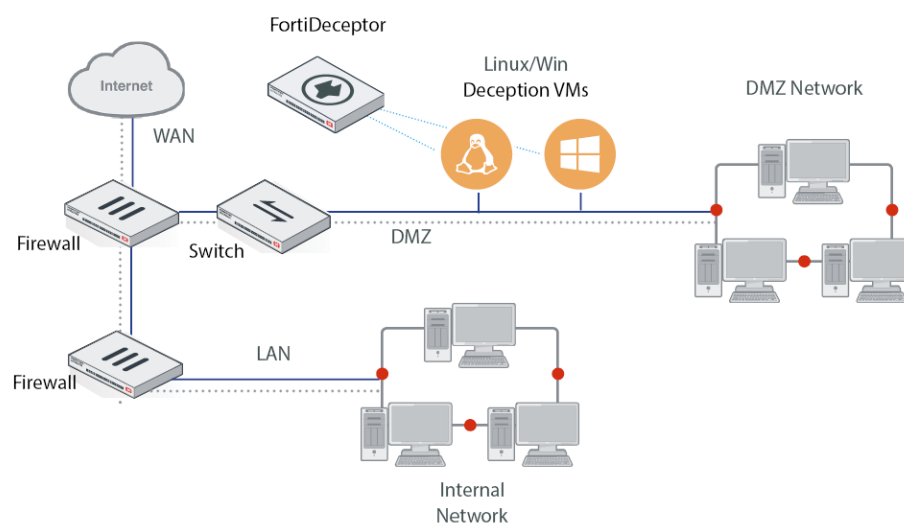 FortiDeceptor
Internet
Linux/Win
Deception VMs
DMZ Network
WAN
Firewall
Switch
DMZ
Firewall
LAN
Internal
Network